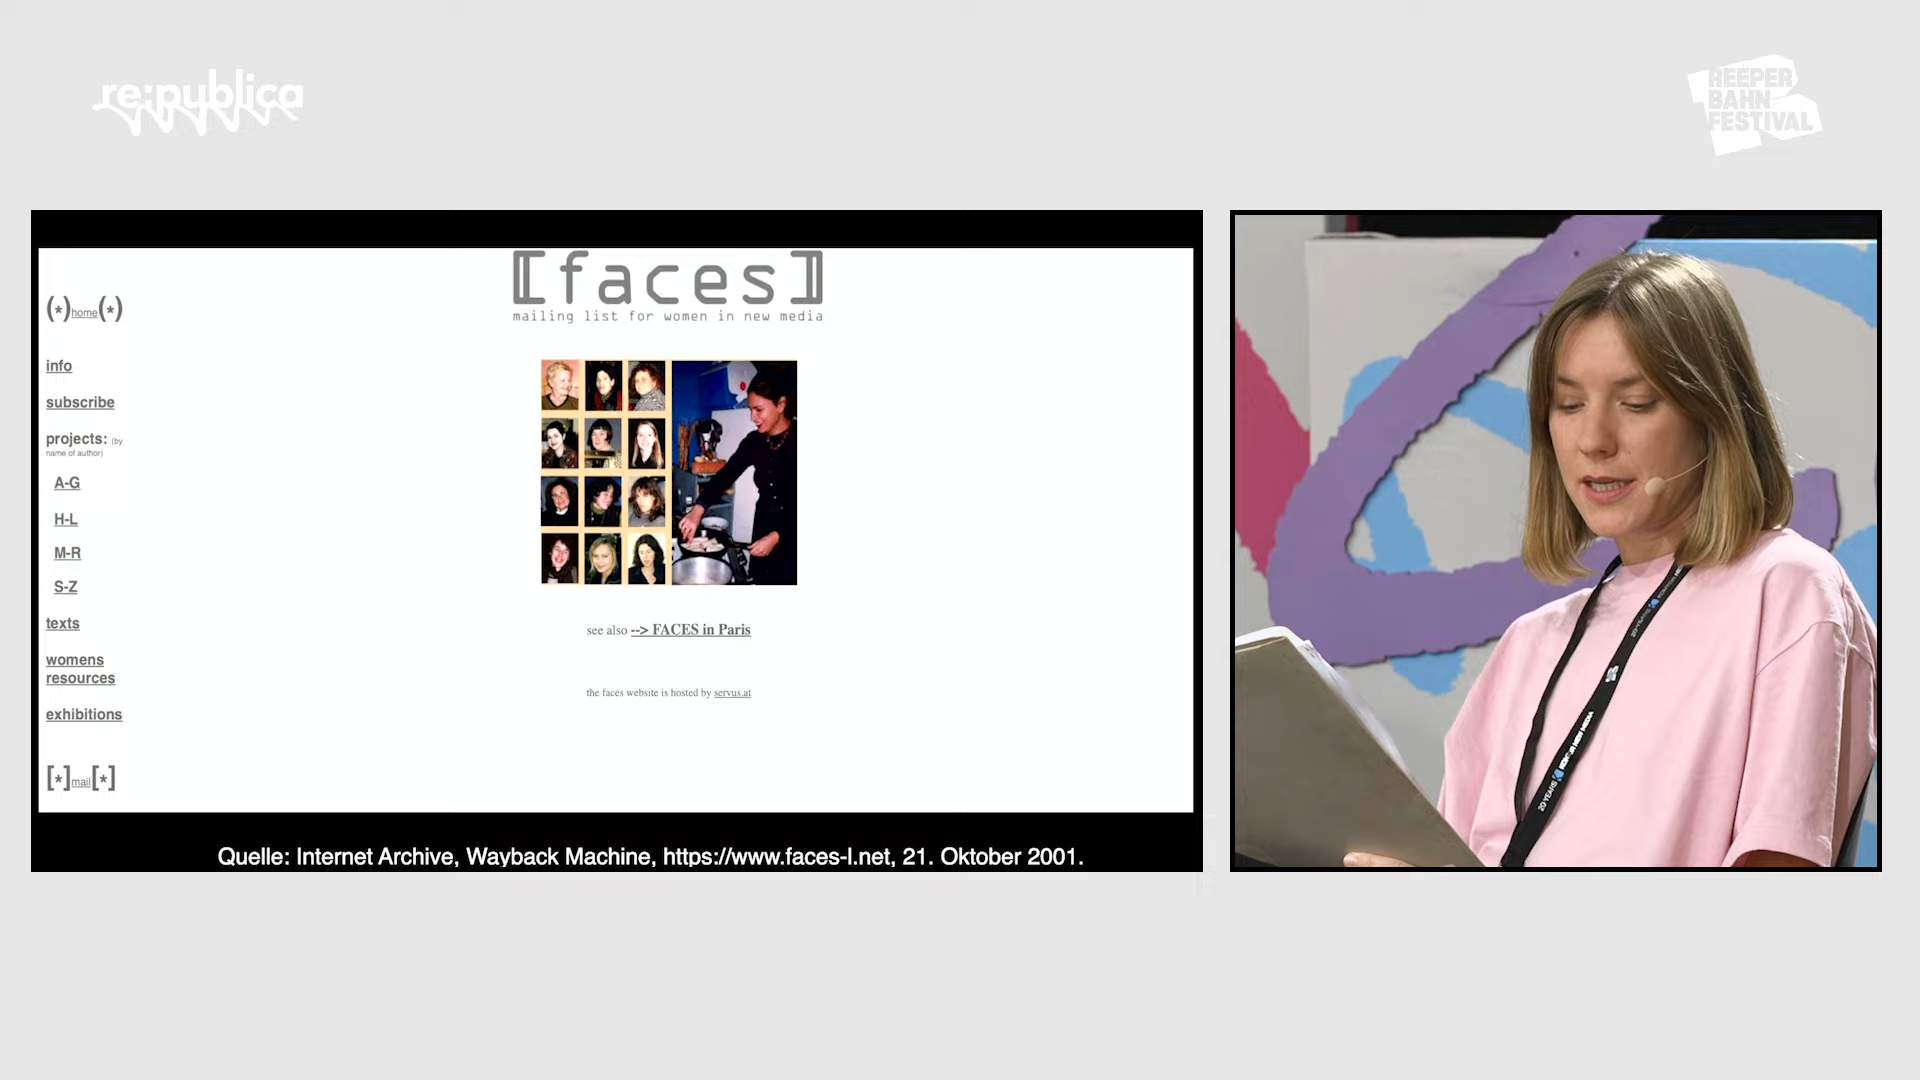 re:publica
REEPER
BAHN
FESTIVAL
[faces]
mailing list for women in new media
(*)home(*)
info
subscribe
projects: (by
name of author)
A-G
H-L
M-R
S-Z
texts
womens
resources
exhibitions
[*]mail[*]
see also --> FACES in Paris
the faces website is hosted by servus.at
Quelle: Internet Archive, Wayback Machine, https://www.faces-l.net, 21. Oktober 2001.
20 YEARS